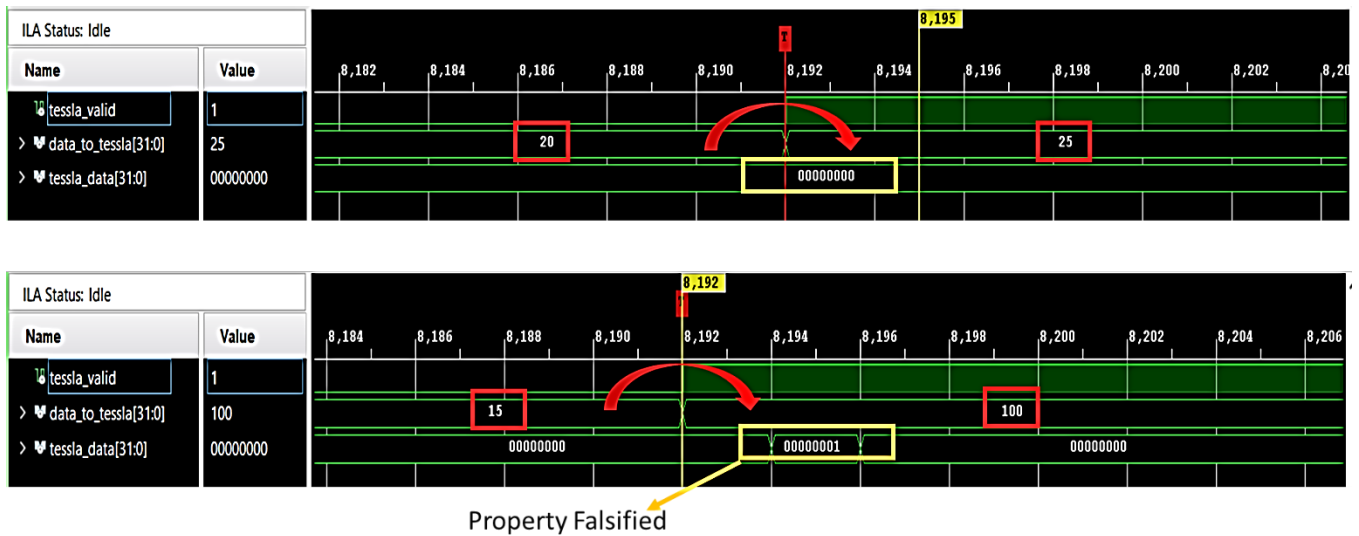 8,195
ILA Status: Idle
T
Name Value
8,182 8,184 8,186 8,188 8,190 8,192 8,194 8,196 8,198 8,200 8,202 8,20
tessla_valid 1
data_to_tessla[31:0] 25 20 25
tessla_data[31:0] 00000000 00000000
8,192
ILA Status: Idle
Name Value
8,184 8,186 8,188 8,190 8,192 8,194 8,196 8,198 8,200 8,202 8,204 8,206
tessla_valid 1
data_to_tessla[31:0] 100 15 100
tessla_data[31:0] 00000000 00000000 00000001 00000000
Property Falsified